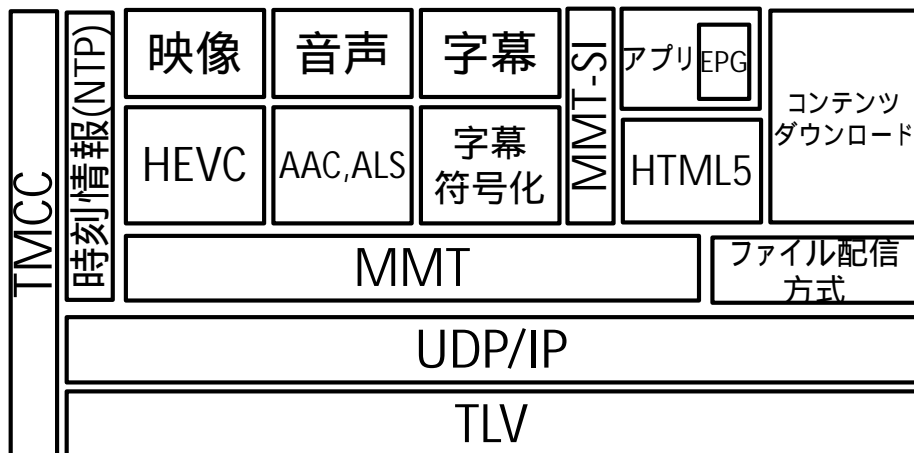 TMCC
時刻情報(NTP)
映像
音声
字幕
MMT-SI
アプリ
EPG
コンテンツ
ダウンロード
HEVC
AAC,ALS
字幕
符号化
HTML5
MMT
ファイル配信
方式
UDP/IP
TLV